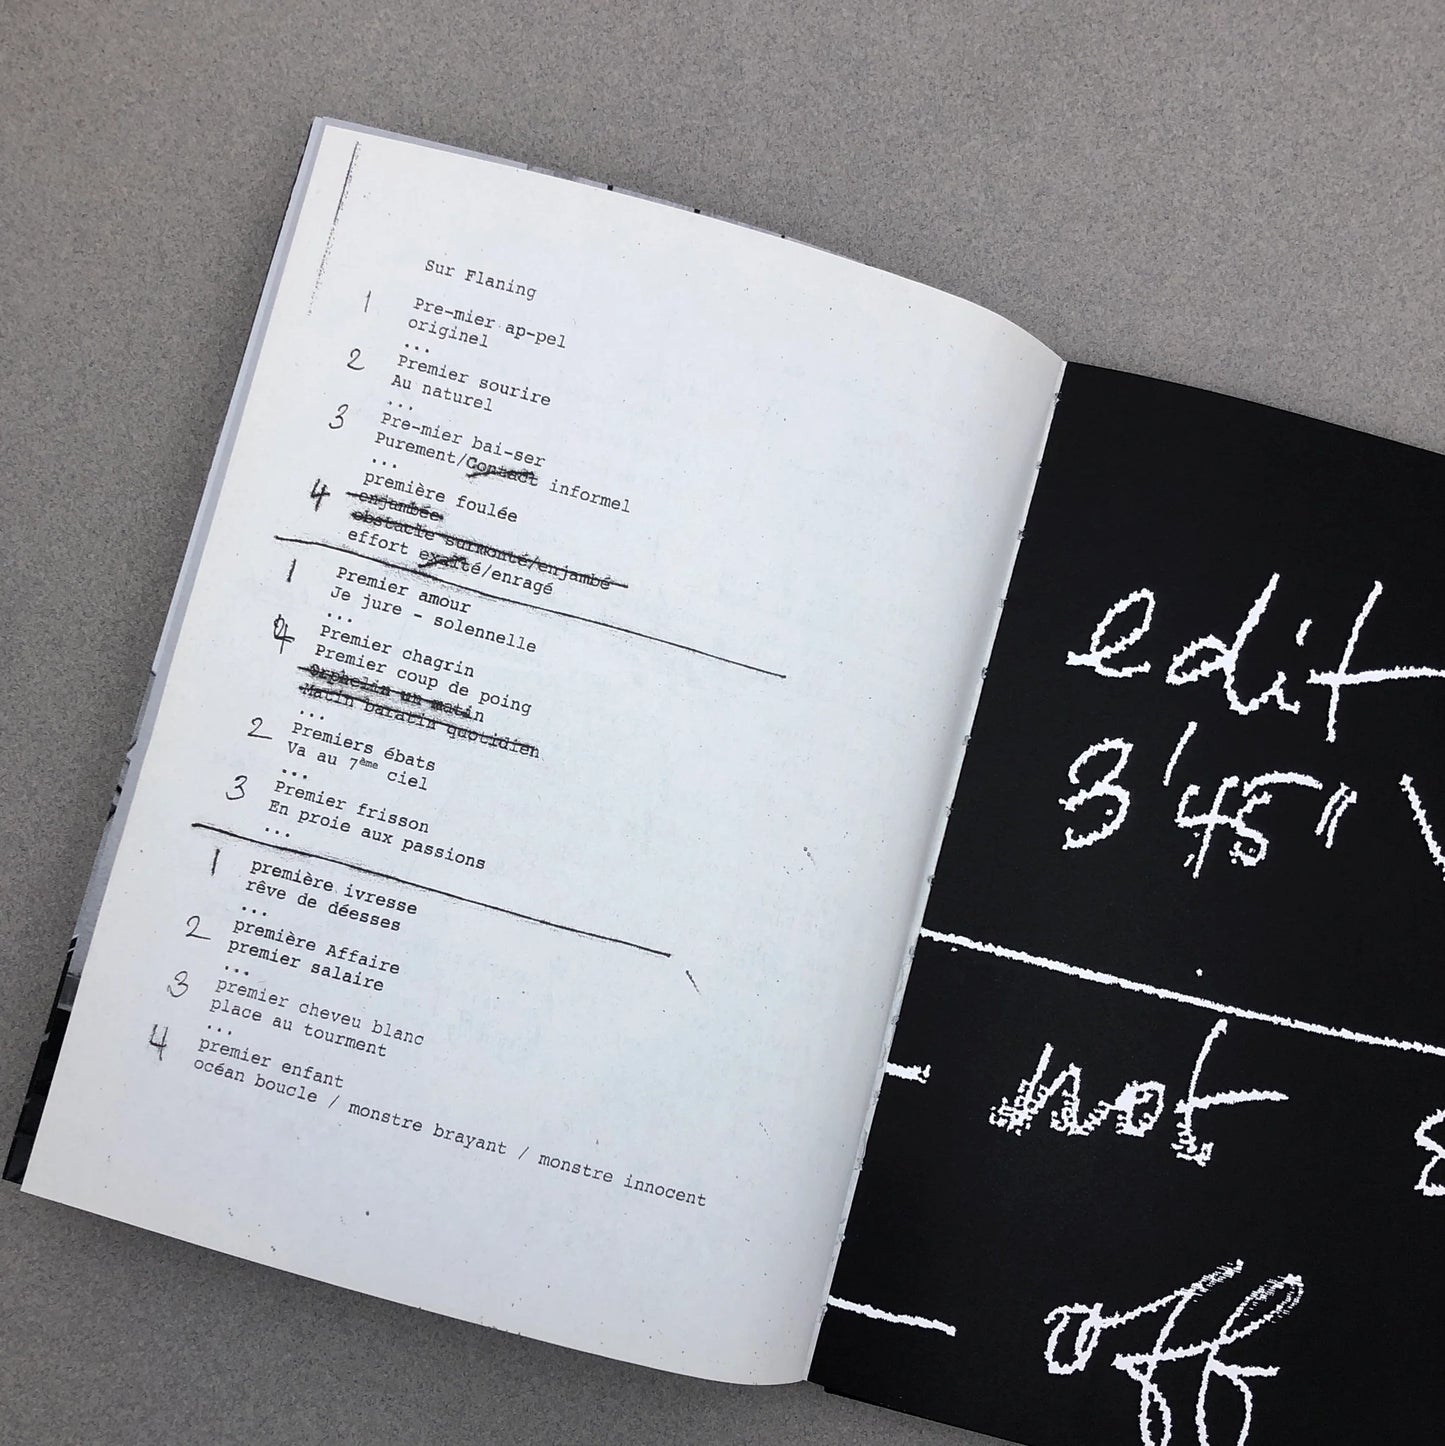 Sur Flaning
1 Pre-mier ap-pel
originel
...
2 Premier sourire
Au naturel
...
3 Pre-mier bai-ser
Purement/Contact informel
...
4 première foulée
enjambée
obstacle surmonté/enjambé
effort exalté/enragé
1 Premier amour
Je jure - solennelle
...
4 Premier chagrin
Premier coup de poing
Orphelin un matin
Matin baratin quotidien
...
2 Premiers ébats
Va au 7ème ciel
...
3 Premier frisson
En proie aux passions
...
1 première ivresse
rêve de déesses
...
2 première Affaire
premier salaire
...
3 premier cheveu blanc
place au tourment
...
4 premier enfant
océan boucle / monstre brayant / monstre innocent
edit
3'45"
not
off